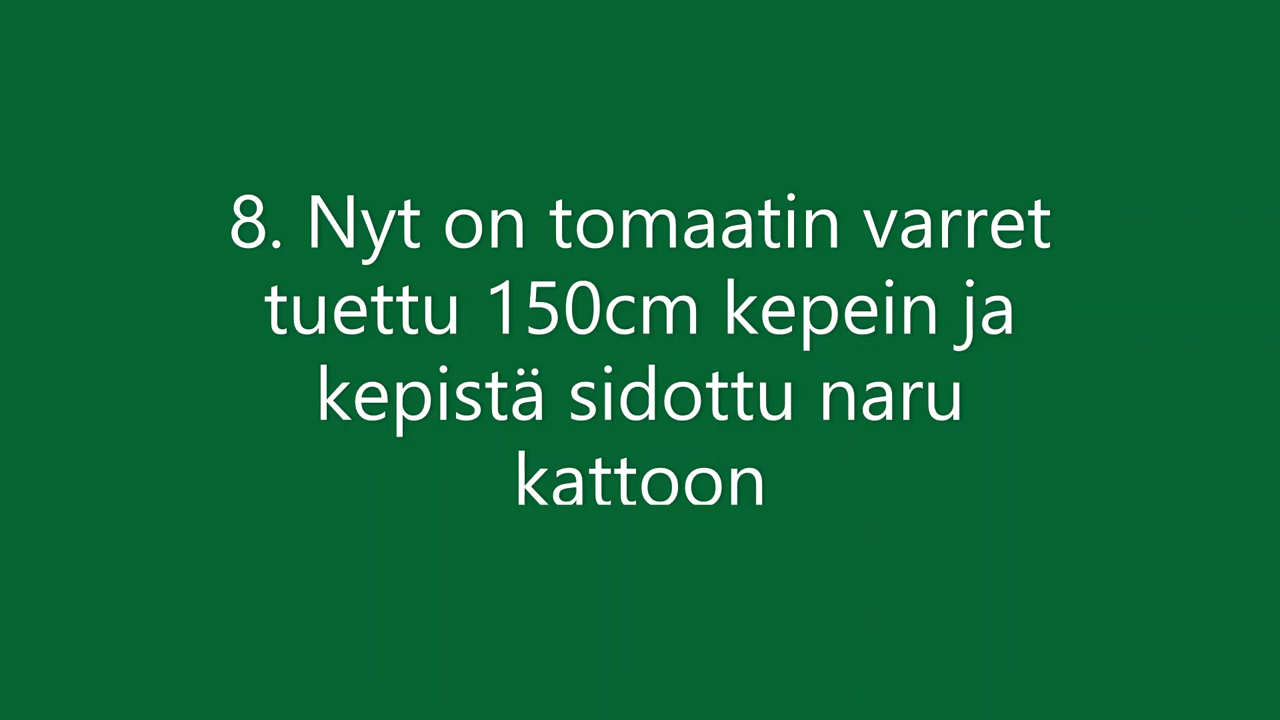 8. Nyt on tomaatin varret
tuettu 150cm kepein ja
kepistä sidottu naru
kattoon